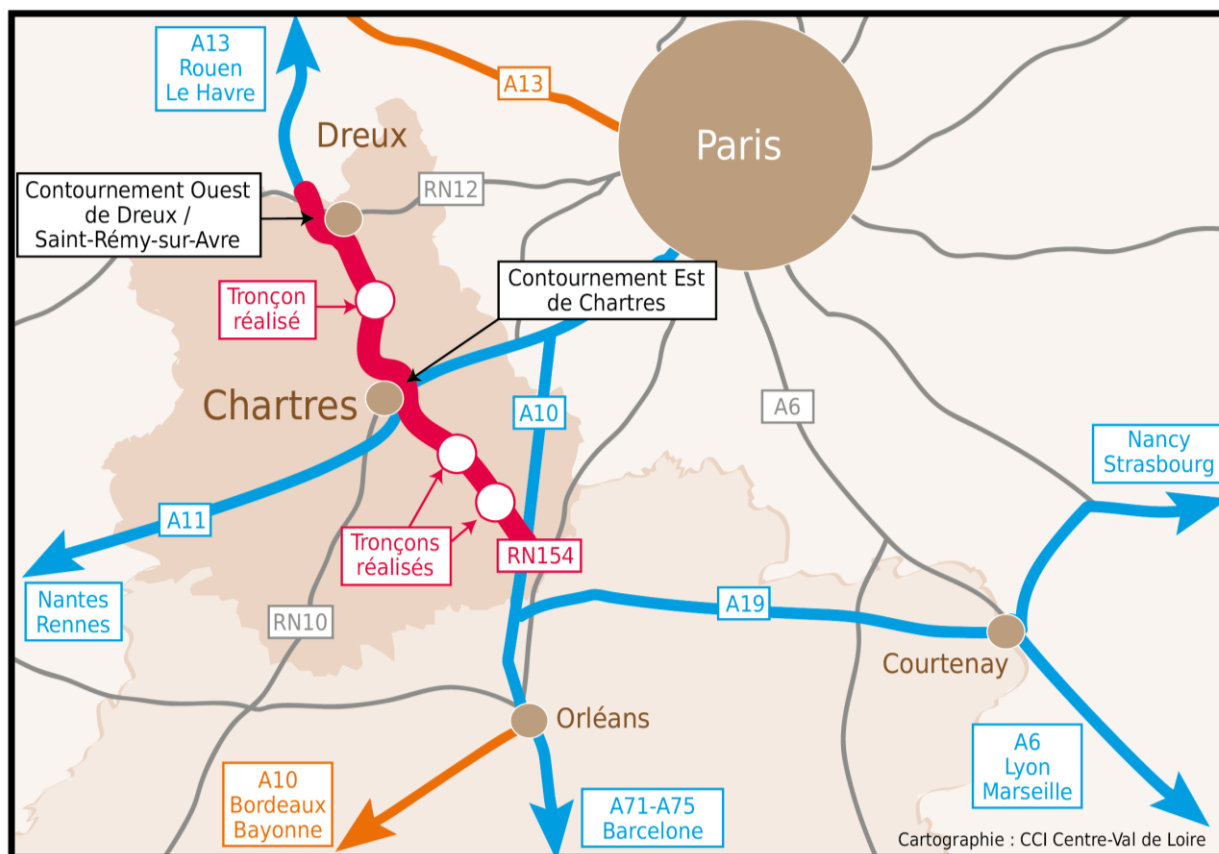 A13
Rouen
Le Havre
A13
Paris
Dreux
RN12
Contournement Ouest
de Dreux /
Saint-Rémy-sur-Avre
Contournement Est
de Chartres
Tronçon
réalisé
Chartres
A10
A6
Nancy
Strasbourg
A11
Tronçons
réalisés
RN154
Nantes
Rennes
RN10
A19
Courtenay
Orléans
A10
Bordeaux
Bayonne
A71-A75
Barcelone
A6
Lyon
Marseille
Cartographie : CCI Centre-Val de Loire